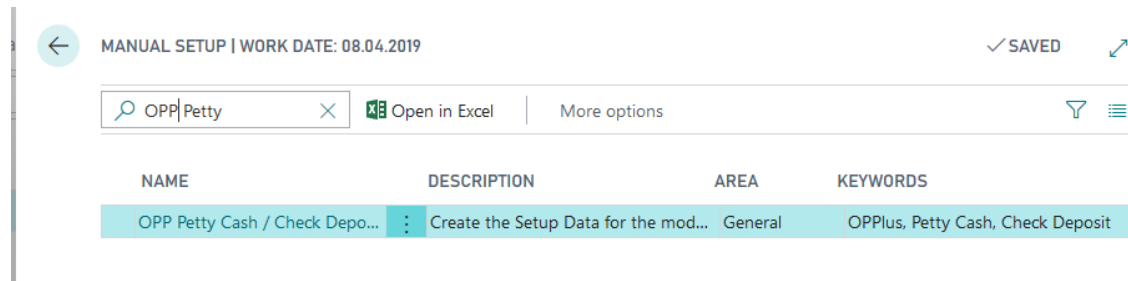 MANUAL SETUP | WORK DATE: 08.04.2019
SAVED
OPP Petty
Open in Excel
More options
NAME DESCRIPTION AREA KEYWORDS
OPP Petty Cash / Check Depo... Create the Setup Data for the mod... General OPPlus, Petty Cash, Check Deposit